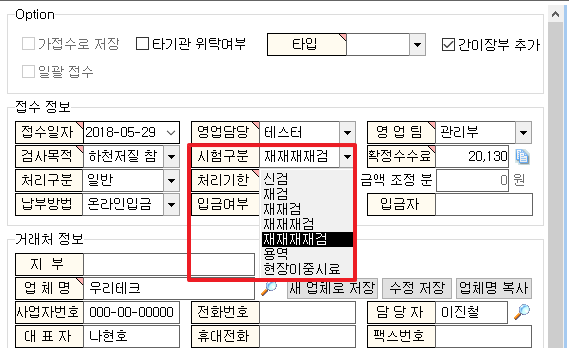 Option
가접수로 저장 타기관 위탁여부 타입 간이장부 추가
일괄 접수
접수 정보
접수일자 2018-05-29 영업담당 테스터 영 업 팀 관리부
검사목적 하천저질 참 시험구분 재재재재검 확정수수료 20,130
처리구분 일반 처리기한 금액 조정 분 0 원
납부방법 온라인입금 입금여부 입금자
신검
재검
재재검
재재재검
재재재재검
용역
현장이중시료
거래처 정보
지 부
업 체 명 우리테크 새 업체로 저장 수정 저장 업체명 복사
사업자번호 000-00-00000 전화번호 담 당 자 이진철
대 표 자 나현호 휴대전화 팩스번호